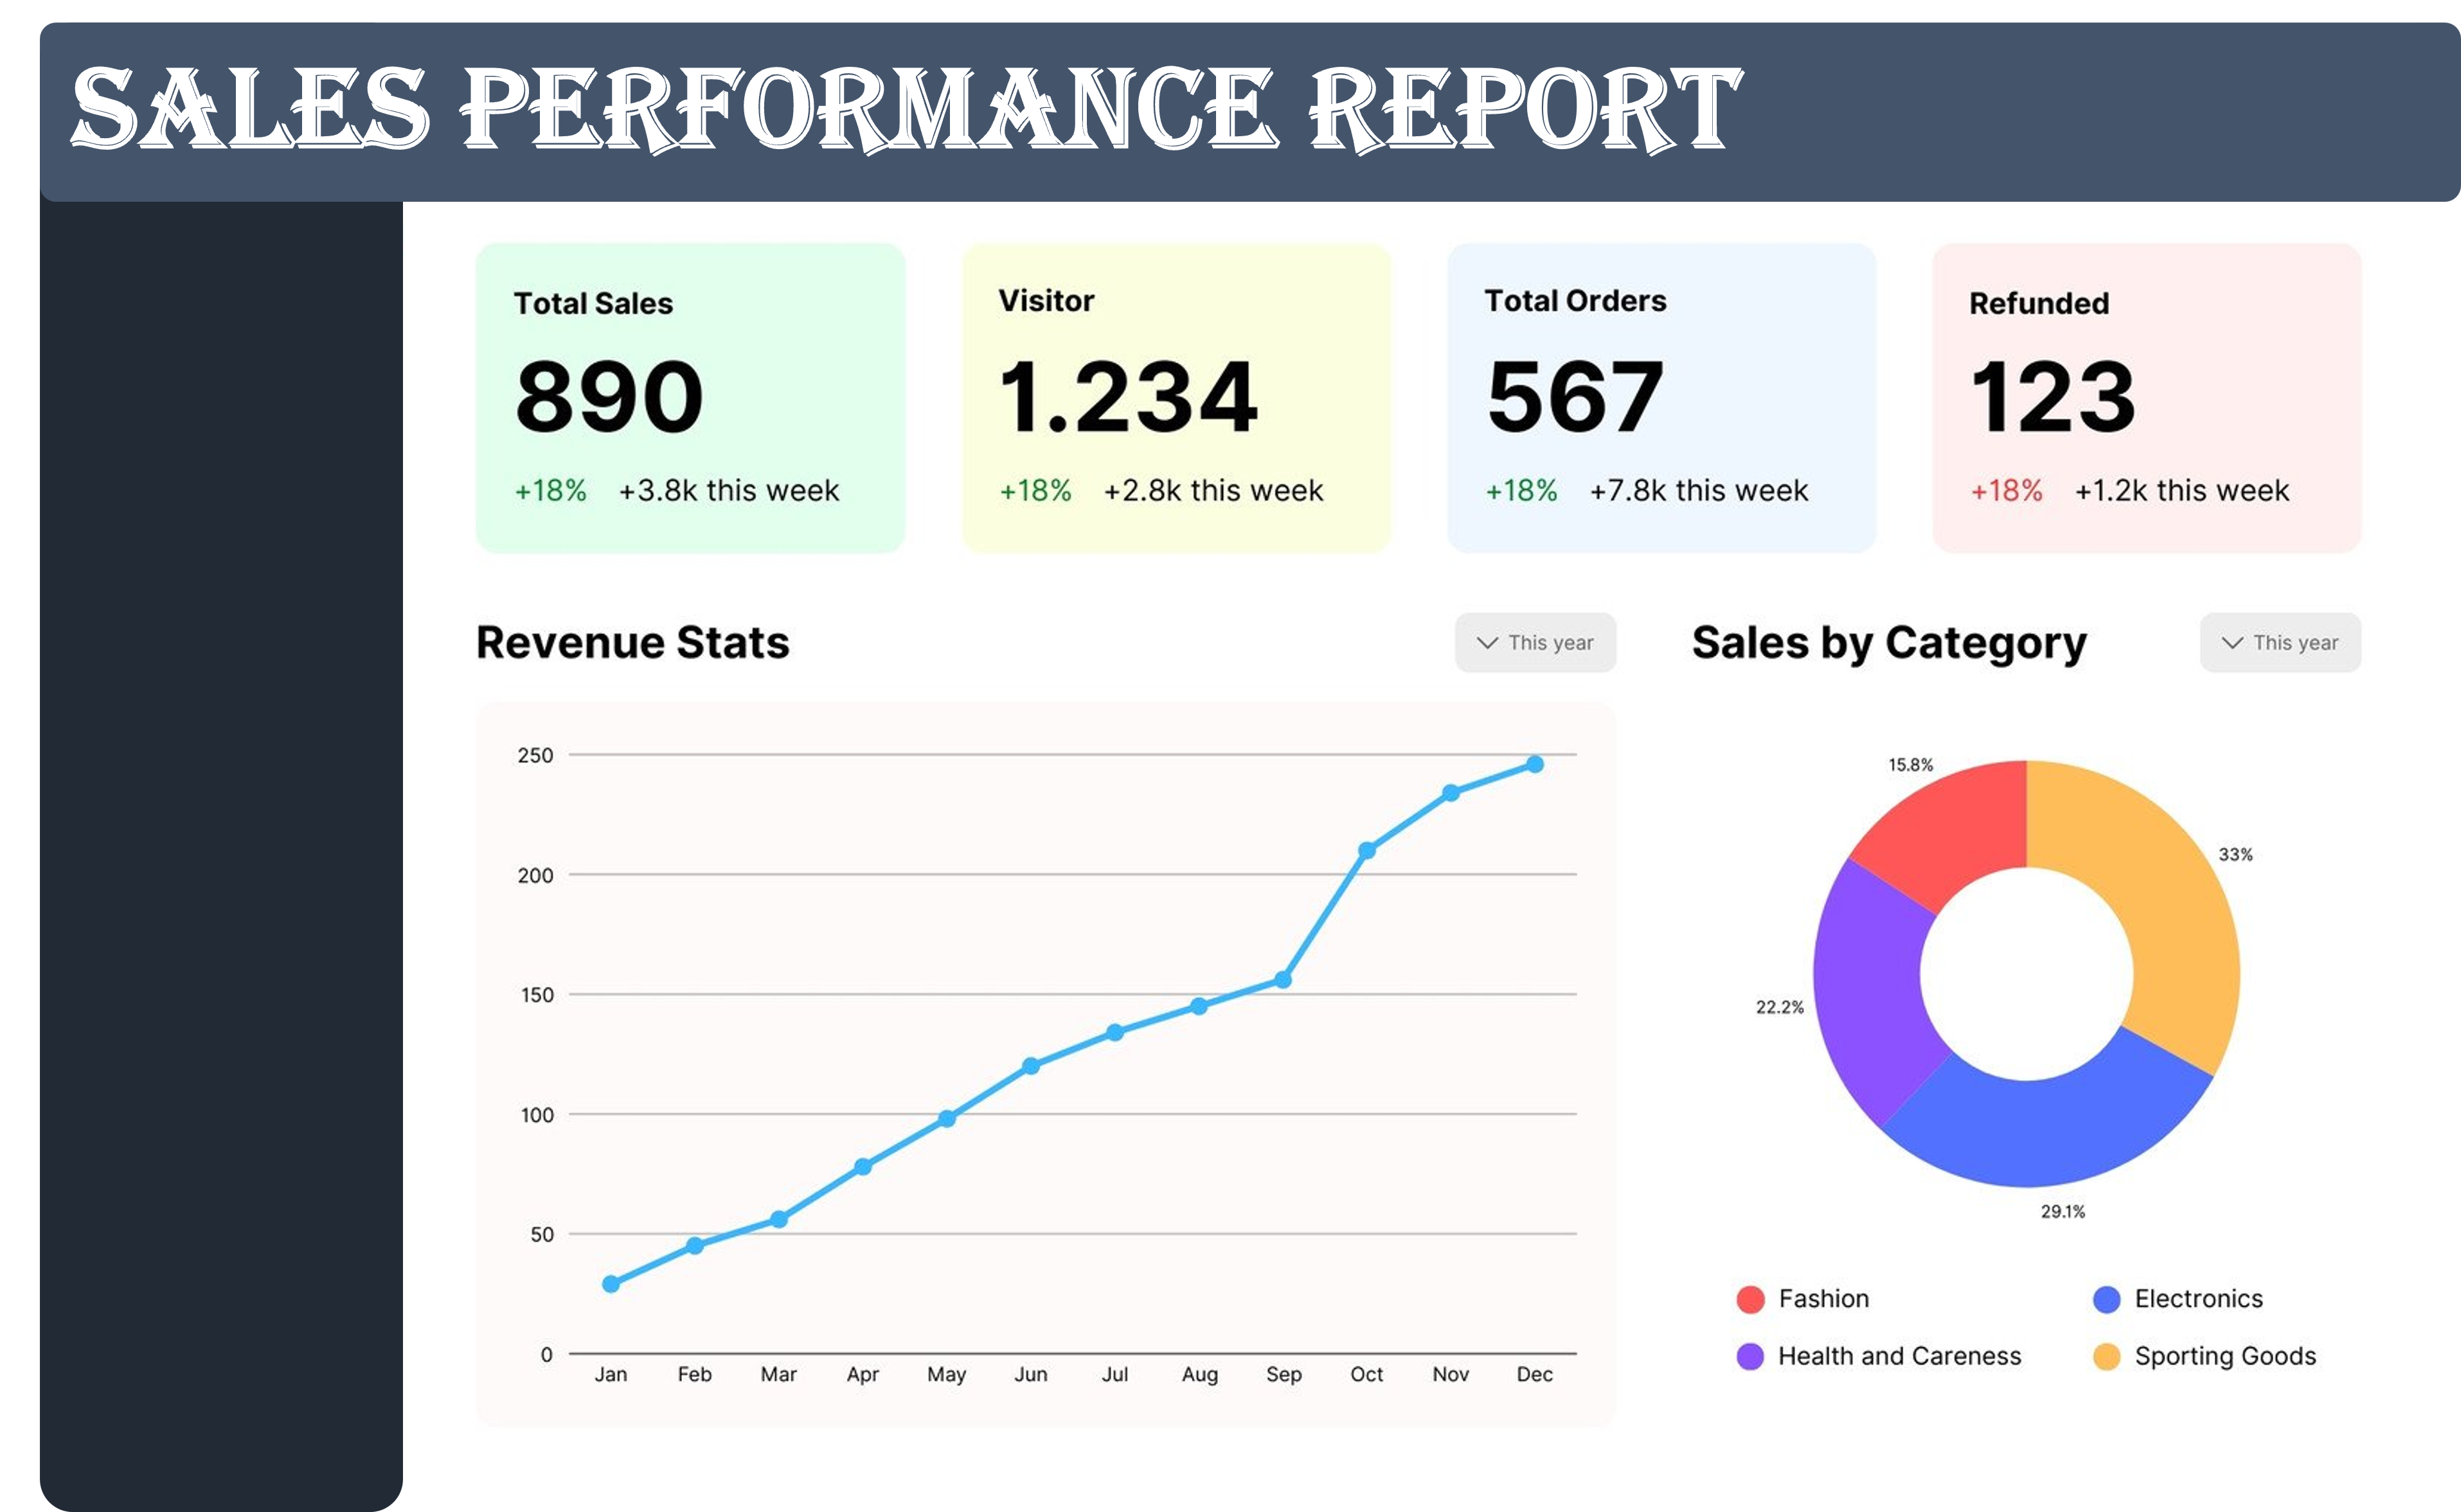 SALES PERFORMANCE REPORT
Total Sales
890
+18% +3.8k this week
Visitor
1.234
+18% +2.8k this week
Total Orders
567
+18% +7.8k this week
Refunded
123
+18% +1.2k this week
Revenue Stats
This year
250
200
150
100
50
0
Jan Feb Mar Apr May Jun Jul Aug Sep Oct Nov Dec
Sales by Category
This year
15.8%
33%
22.2%
29.1%
Fashion
Electronics
Health and Careness
Sporting Goods